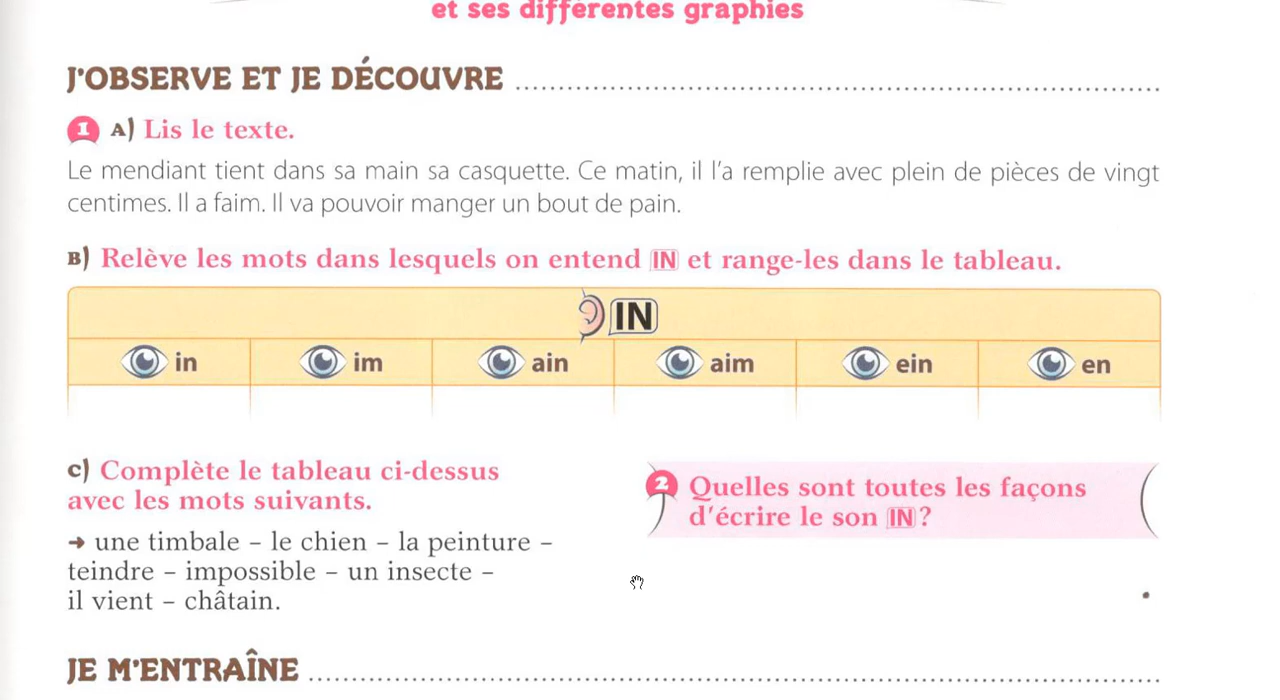 et ses différentes graphies
J'OBSERVE ET JE DÉCOUVRE
1 A) Lis le texte.
Le mendiant tient dans sa main sa casquette. Ce matin, il l'a remplie avec plein de pièces de vingt
centimes. Il a faim. Il va pouvoir manger un bout de pain.
B) Relève les mots dans lesquels on entend IN et range-les dans le tableau.
IN
in im ain aim ein en
C) Complète le tableau ci-dessus
avec les mots suivants.
➜ une timbale – le chien – la peinture –
teindre – impossible – un insecte –
il vient – châtain.
2 Quelles sont toutes les façons
d'écrire le son IN ?
JE M'ENTRAÎNE